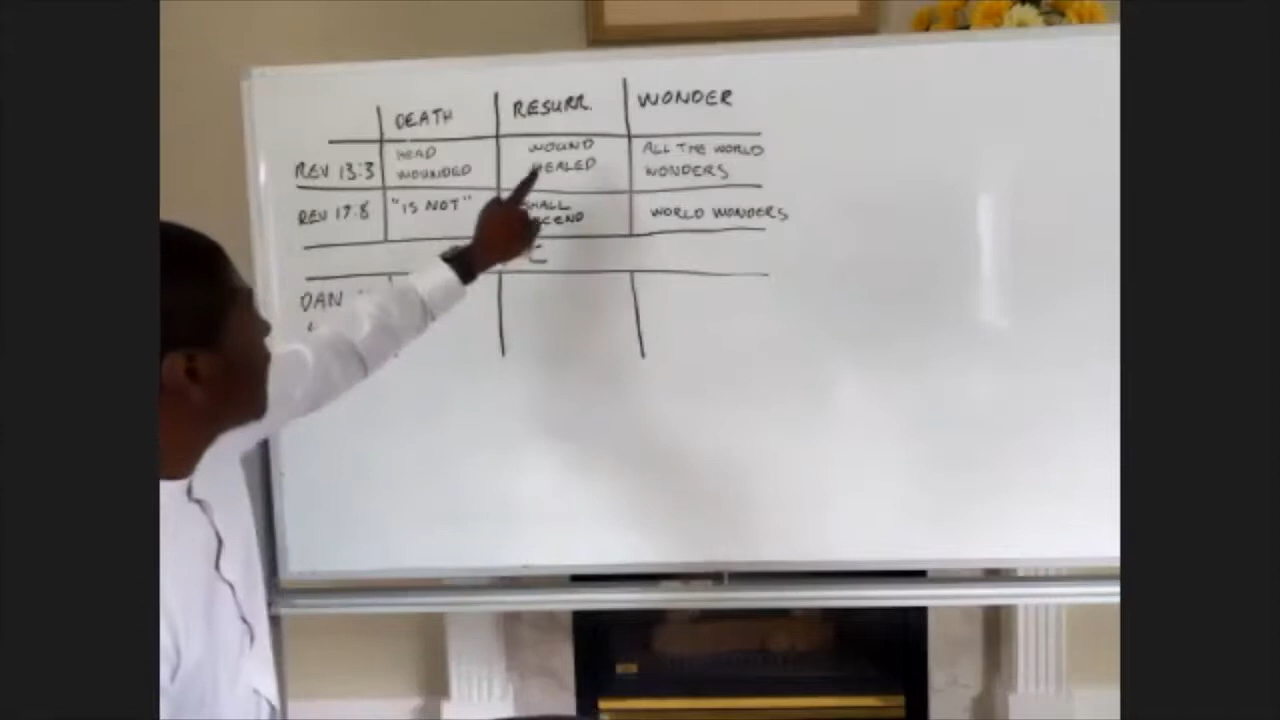 DEATH RESURR. WONDER
REV 13:3 HEAD WOUNDED WOUND HEALED ALL THE WORLD WONDERS
REV 17:8 "IS NOT" SHALL WORLD WONDERS
DAN